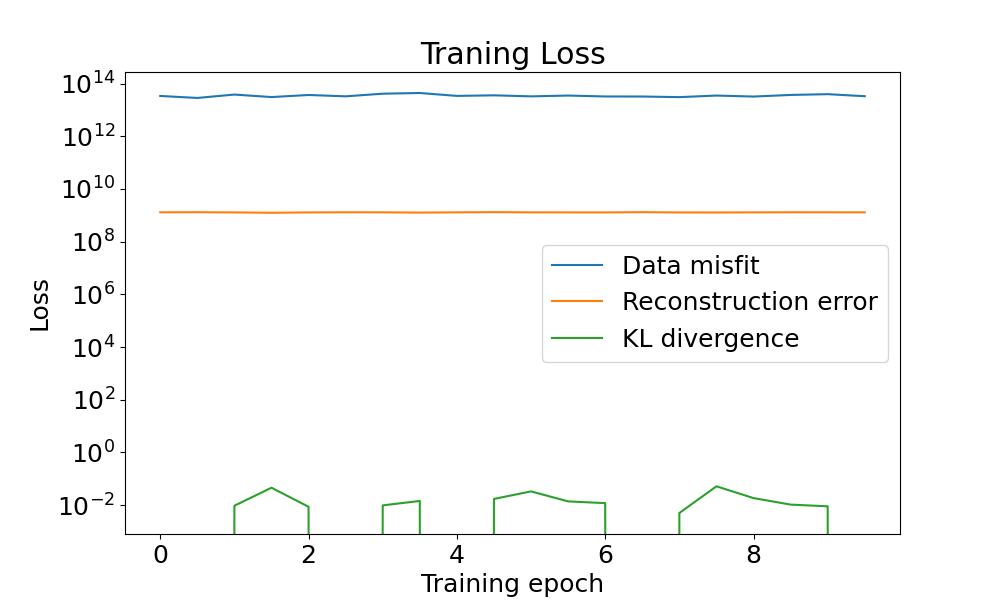 Traning Loss
10^14
10^12
10^10
10^8
10^6
10^4
10^2
10^0
10^−2
Loss
Data misfit
Reconstruction error
KL divergence
0 2 4 6 8
Training epoch